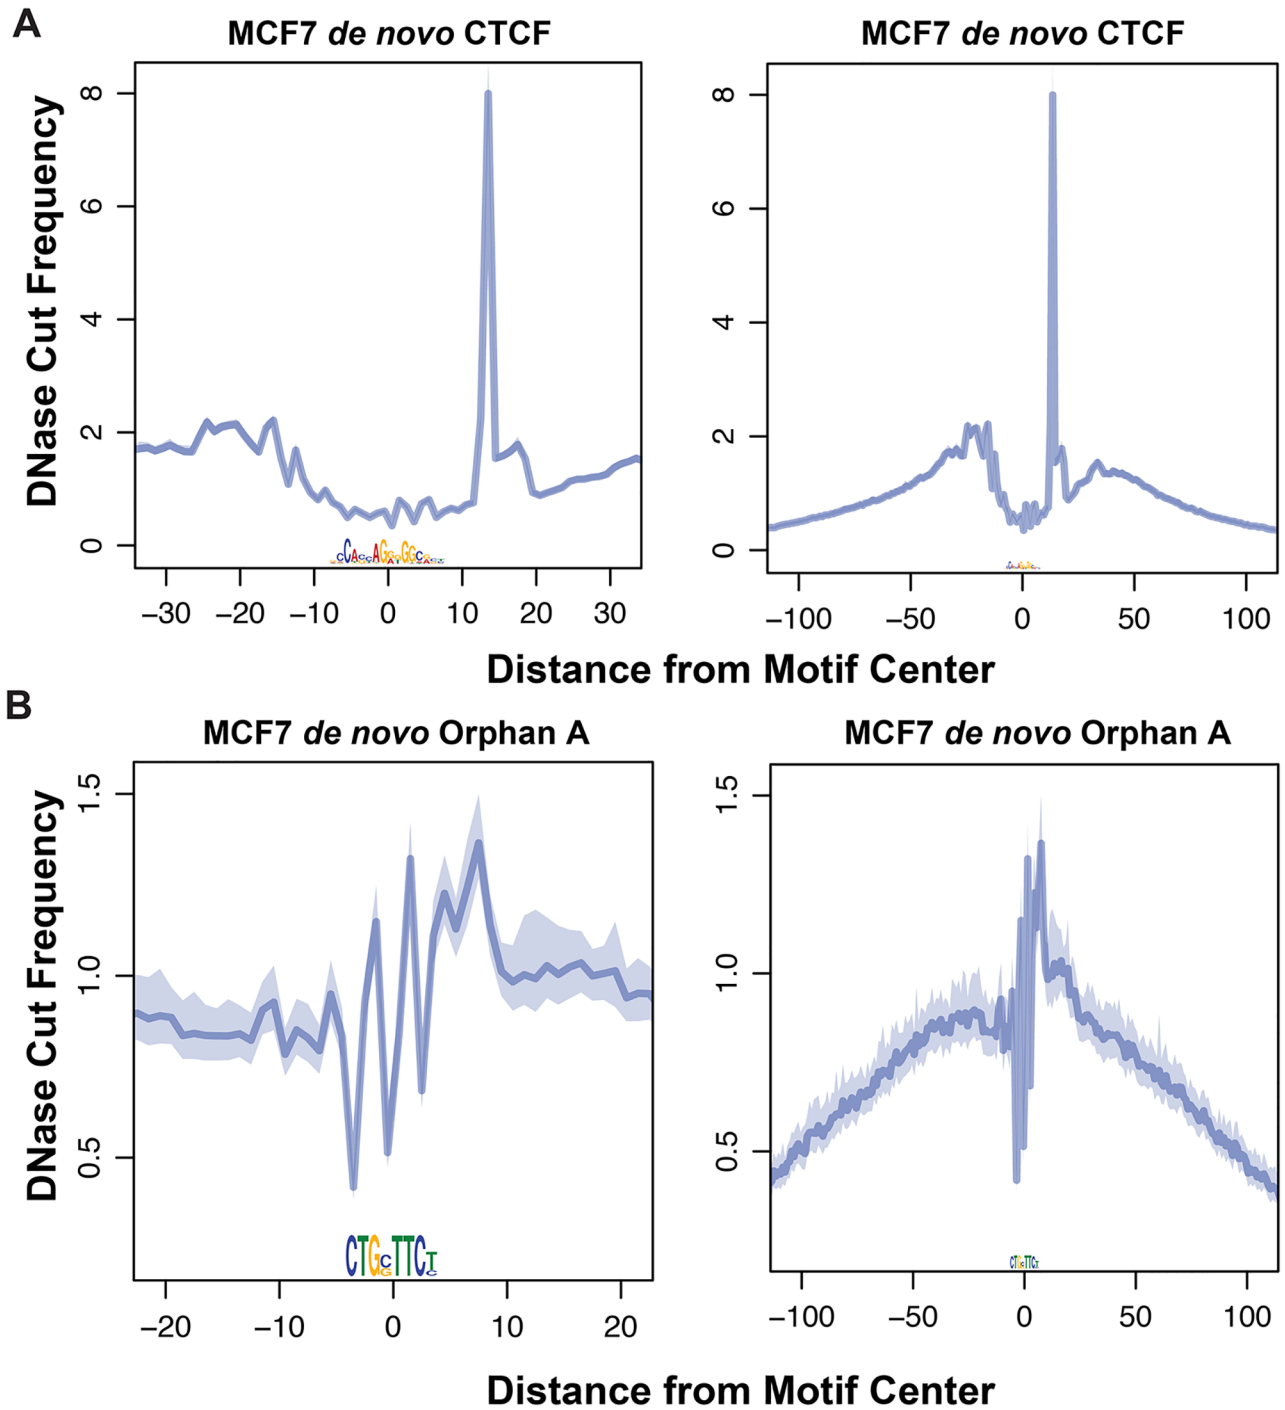 A
MCF7 de novo CTCF
MCF7 de novo CTCF
DNase Cut Frequency
8
6
4
2
0
−30 −20 −10 0 10 20 30
8
6
4
2
0
−100 −50 0 50 100
Distance from Motif Center
B
MCF7 de novo Orphan A
MCF7 de novo Orphan A
DNase Cut Frequency
1.5
1.0
0.5
CTGCTTCT
−20 −10 0 10 20
1.5
1.0
0.5
CTGCTTCT
−100 −50 0 50 100
Distance from Motif Center